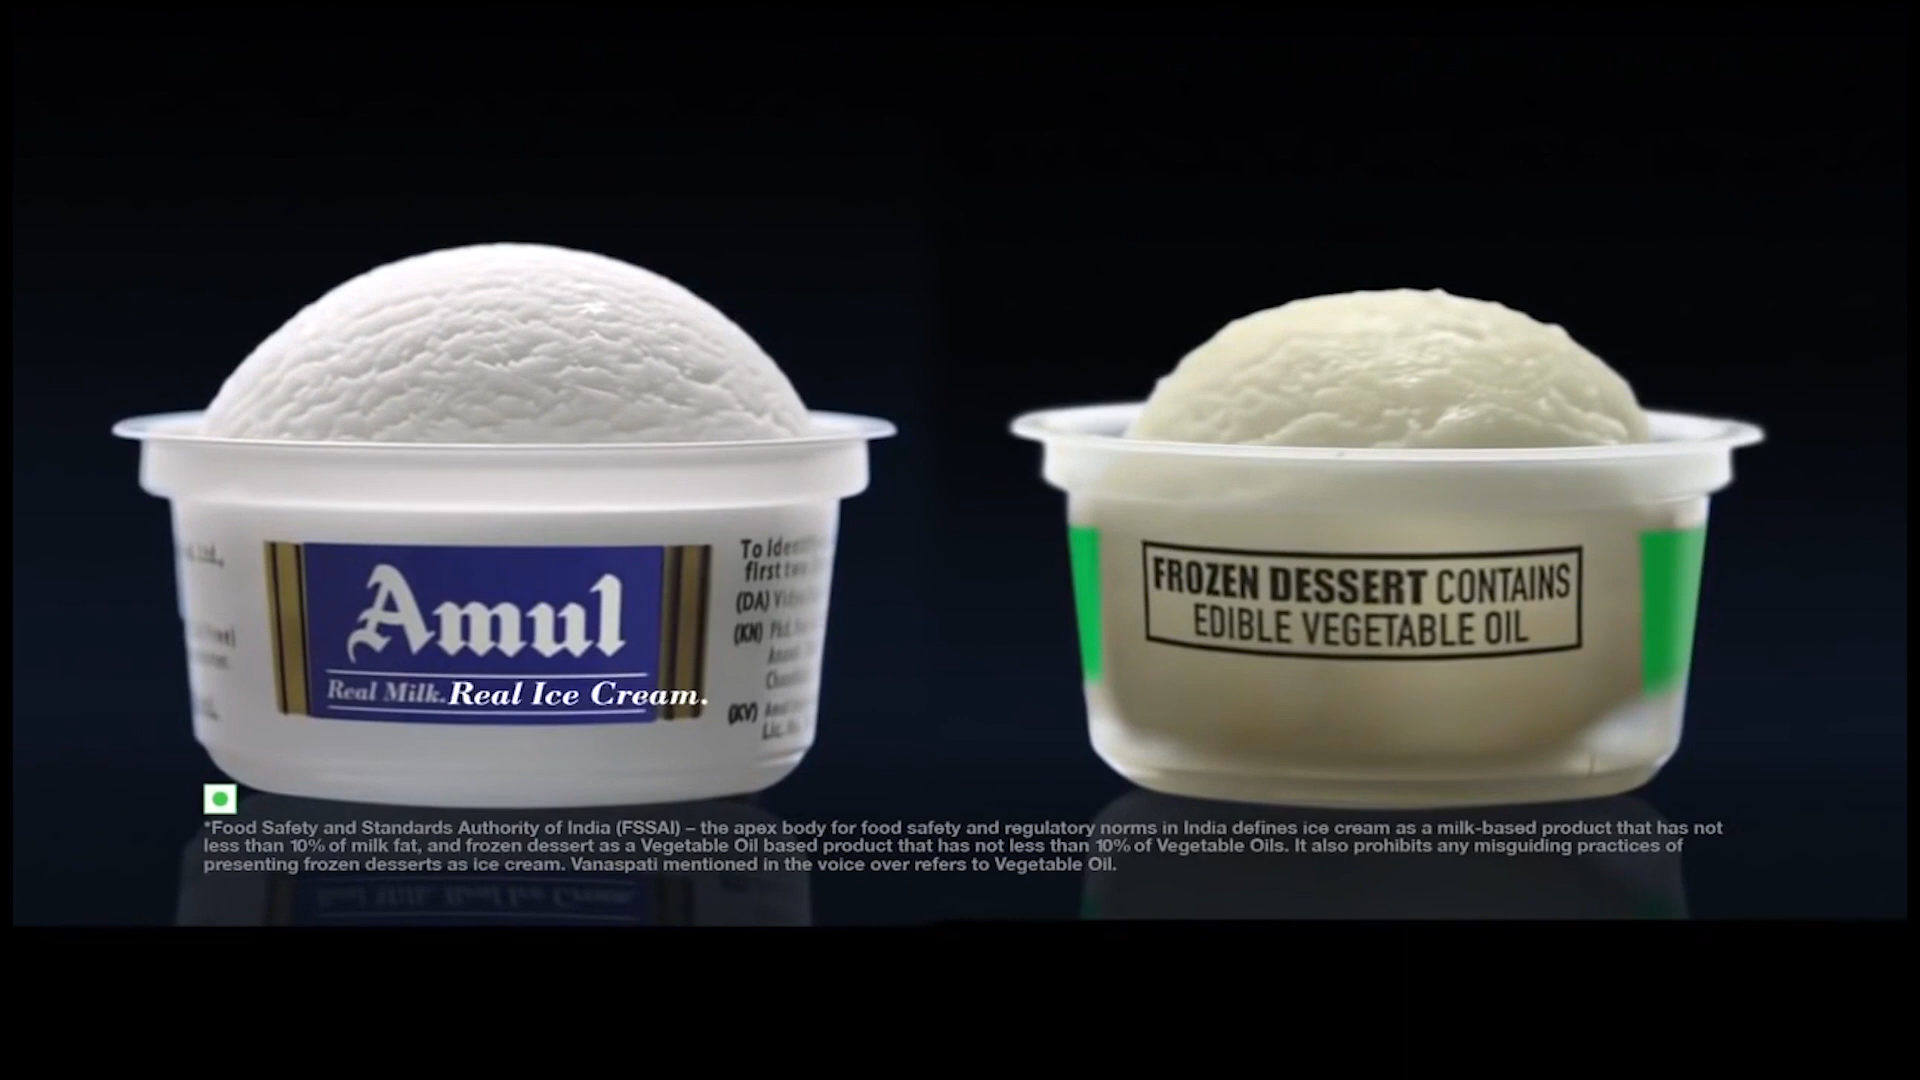 Amul
Real Milk. Real Ice Cream.
first
(DA)
(KH)
(KV)
Lic.
FROZEN DESSERT CONTAINS
EDIBLE VEGETABLE OIL
*Food Safety and Standards Authority of India (FSSAI) – the apex body for food safety and regulatory norms in India defines ice cream as a milk-based product that has not
less than 10% of milk fat, and frozen dessert as a Vegetable Oil based product that has not less than 10% of Vegetable Oils. It also prohibits any misguiding practices of
presenting frozen desserts as ice cream. Vanaspati mentioned in the voice over refers to Vegetable Oil.